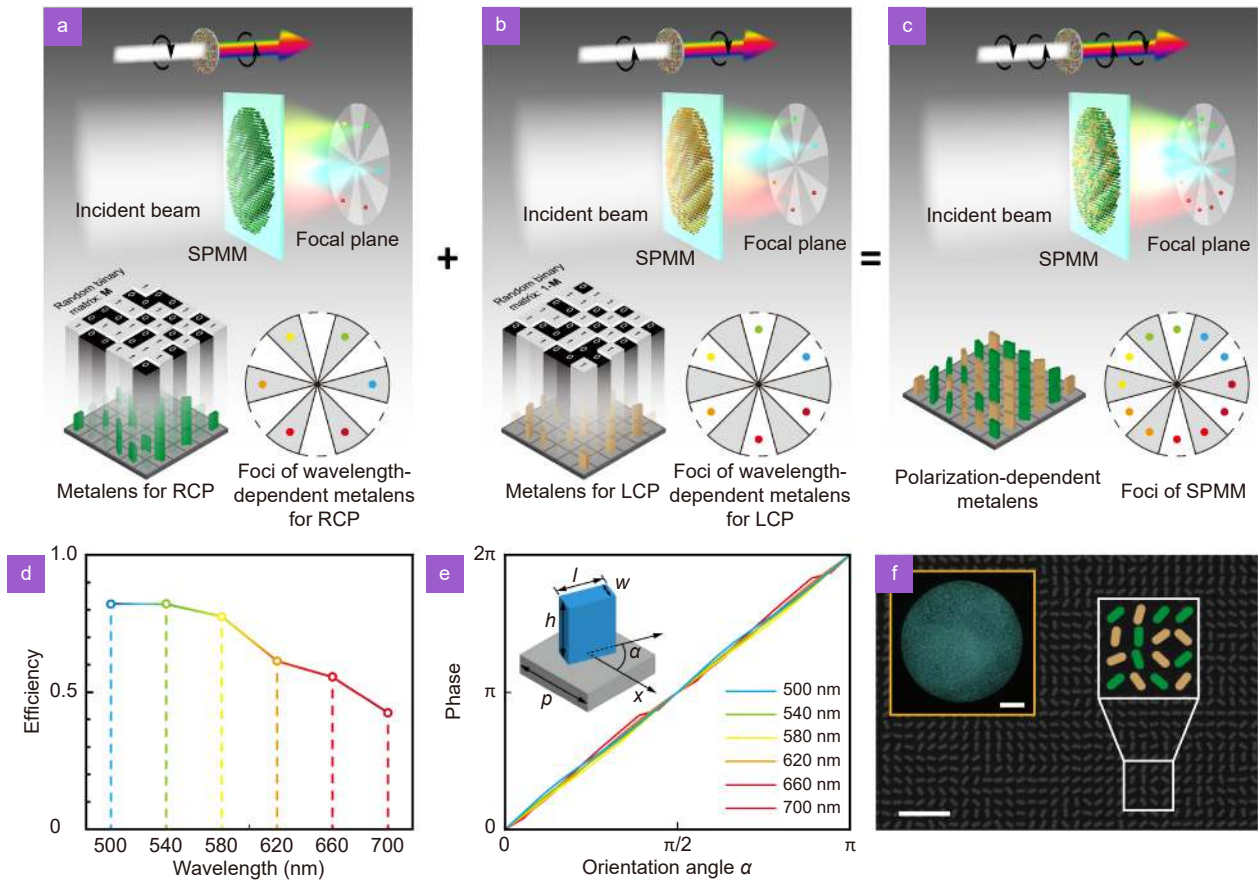 a
Incident beam
SPMM
Focal plane
Random binary
matrix: M
Metalens for RCP
Foci of wavelength-
dependent metalens
for RCP
+
b
Incident beam
SPMM
Focal plane
Random binary
matrix: 1-M
Metalens for LCP
Foci of wavelength-
dependent metalens
for LCP
=
c
Incident beam
SPMM
Focal plane
Polarization-dependent
metalens
Foci of SPMM
d
1.0
0.5
0
Efficiency
500 540 580 620 660 700
Wavelength (nm)
e
2π
π
0
Phase
l
w
h
α
p
x
500 nm
540 nm
580 nm
620 nm
660 nm
700 nm
0 π/2 π
Orientation angle α
f